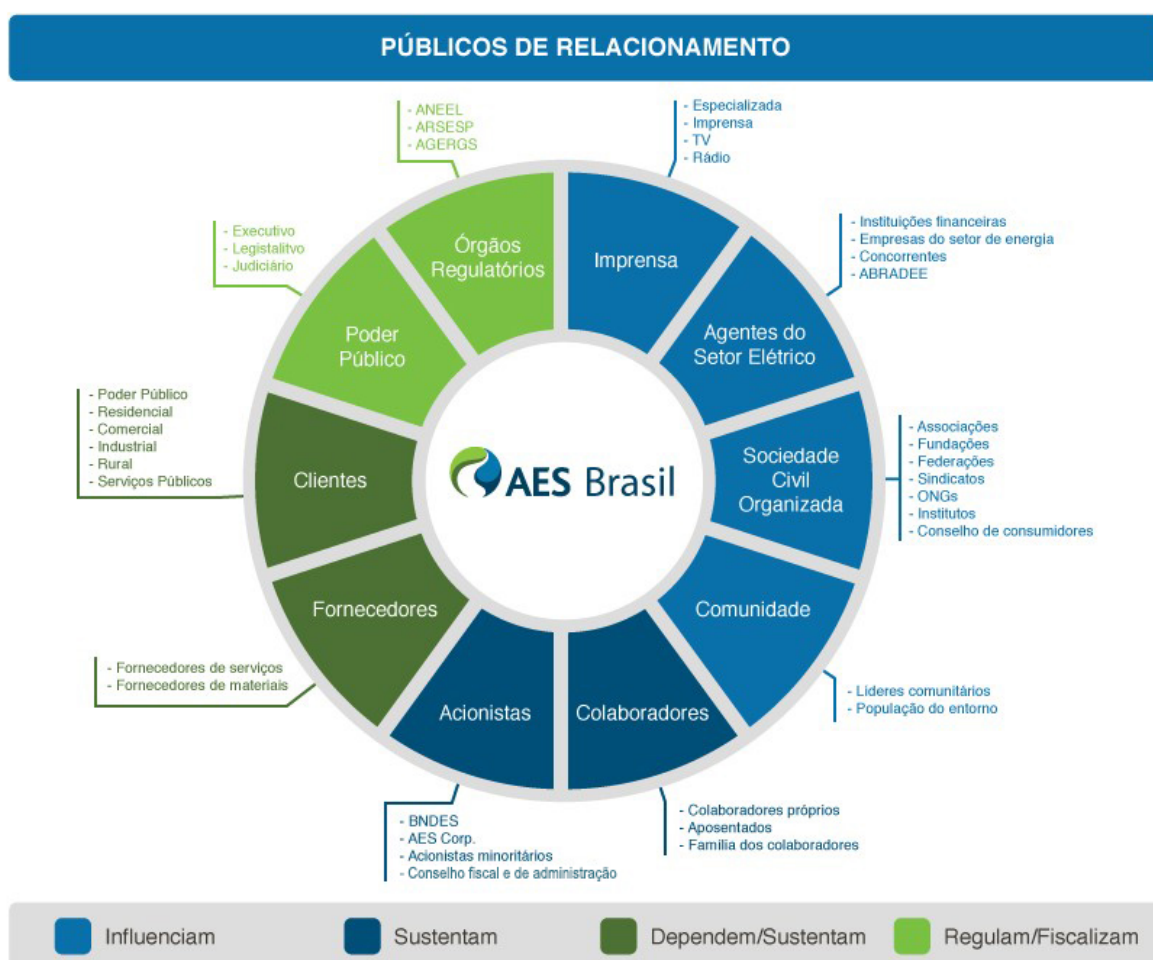 PÚBLICOS DE RELACIONAMENTO
- ANEEL
- ARSESP
- AGERGS
- Especializada
- Imprensa
- TV
- Rádio
- Executivo
- Legistalitvo
- Judiciário
- Instituições financeiras
- Empresas do setor de energia
- Concorrentes
- ABRADEE
Órgãos
Regulatórios
Imprensa
Poder
Público
Agentes do
Setor Elétrico
- Poder Público
- Residencial
- Comercial
- Industrial
- Rural
- Serviços Públicos
Clientes
AES Brasil
Sociedade
Civil
Organizada
- Associações
- Fundações
- Federações
- Sindicatos
- ONGs
- Institutos
- Conselho de consumidores
Fornecedores
Comunidade
- Fornecedores de serviços
- Fornecedores de materiais
- Líderes comunitários
- População do entorno
Acionistas
Colaboradores
- BNDES
- AES Corp.
- Acionistas minoritários
- Conselho fiscal e de administração
- Colaboradores próprios
- Aposentados
- Família dos colaboradores
Influenciam
Sustentam
Dependem/Sustentam
Regulam/Fiscalizam